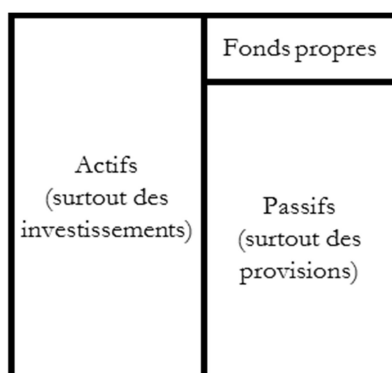 Fonds propres
Actifs
(surtout des
investissements)
Passifs
(surtout des
provisions)